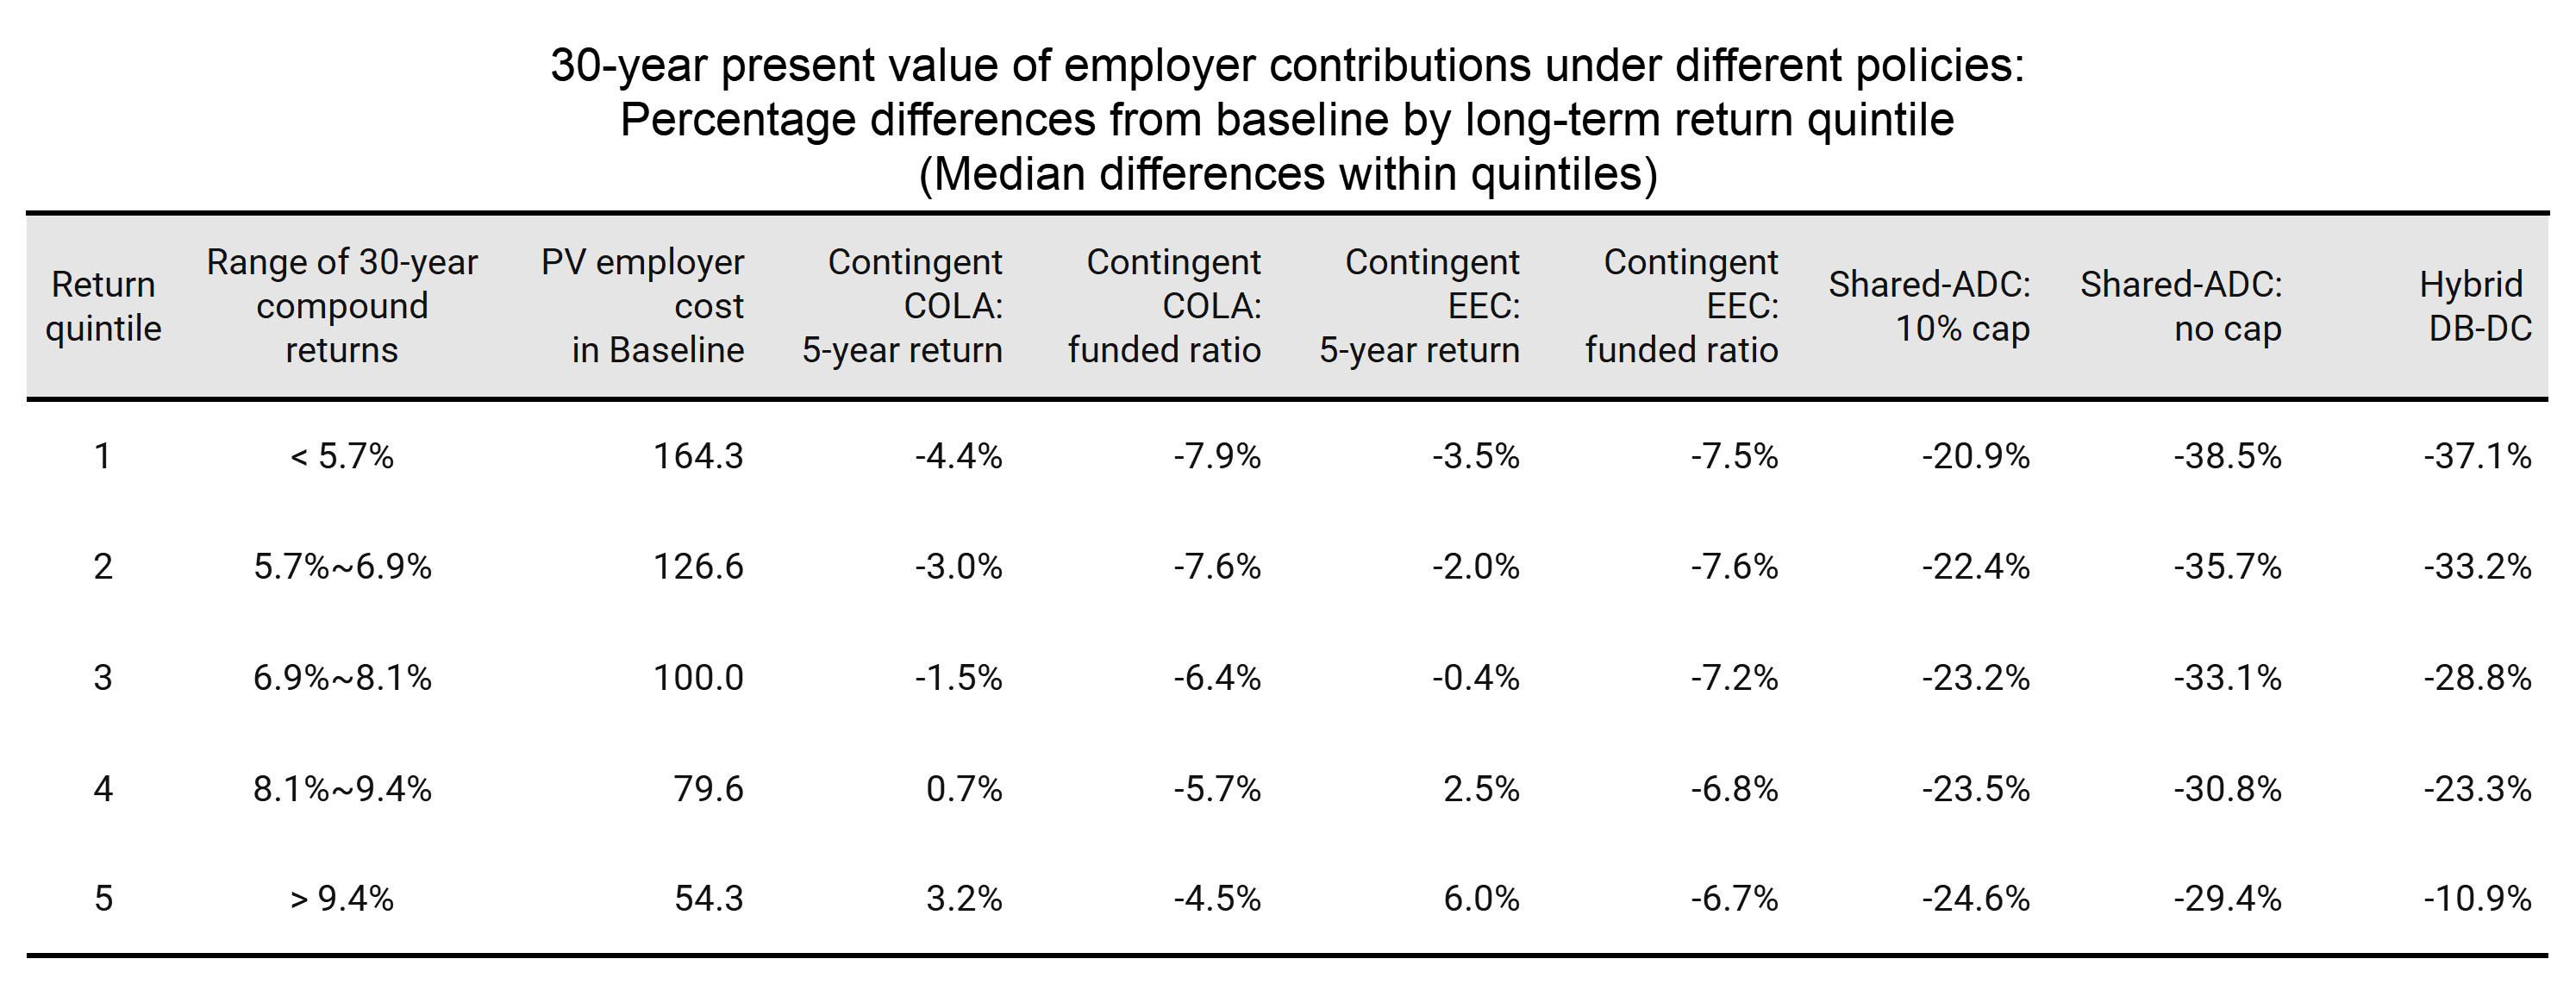 30-year present value of employer contributions under different policies:
Percentage differences from baseline by long-term return quintile
(Median differences within quintiles)
Return quintile | Range of 30-year compound returns | PV employer cost in Baseline | Contingent COLA: 5-year return | Contingent COLA: funded ratio | Contingent EEC: 5-year return | Contingent EEC: funded ratio | Shared-ADC: 10% cap | Shared-ADC: no cap | Hybrid DB-DC
1 | < 5.7% | 164.3 | -4.4% | -7.9% | -3.5% | -7.5% | -20.9% | -38.5% | -37.1%
2 | 5.7%~6.9% | 126.6 | -3.0% | -7.6% | -2.0% | -7.6% | -22.4% | -35.7% | -33.2%
3 | 6.9%~8.1% | 100.0 | -1.5% | -6.4% | -0.4% | -7.2% | -23.2% | -33.1% | -28.8%
4 | 8.1%~9.4% | 79.6 | 0.7% | -5.7% | 2.5% | -6.8% | -23.5% | -30.8% | -23.3%
5 | > 9.4% | 54.3 | 3.2% | -4.5% | 6.0% | -6.7% | -24.6% | -29.4% | -10.9%